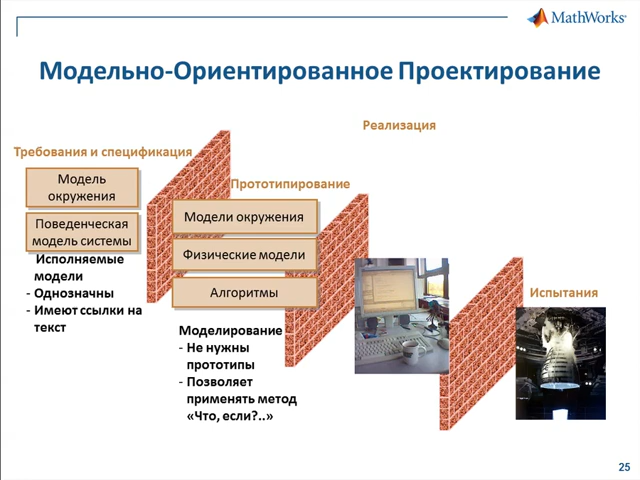 MathWorks
Модельно-Ориентированное Проектирование
Реализация
Требования и спецификация
Модель
окружения
Поведенческая
модель системы
Исполняемые
модели
- Однозначны
- Имеют ссылки на
текст
Прототипирование
Модели окружения
Физические модели
Алгоритмы
Моделирование
- Не нужны
прототипы
- Позволяет
применять метод
«Что, если?..»
Испытания
25